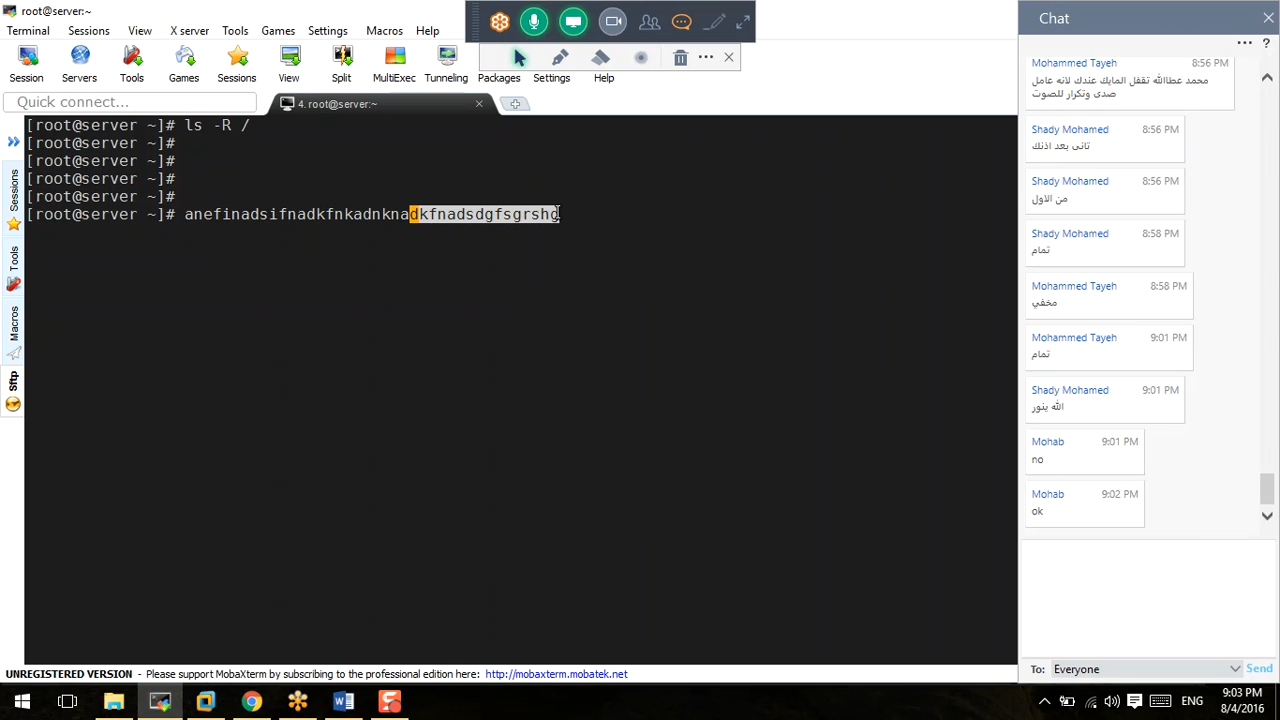 root@server:~
Terminal Sessions View X server Tools Games Settings Macros Help
Session Servers Tools Games Sessions View Split MultiExec Tunneling Packages Settings Help
Quick connect...
4. root@server:~
[root@server ~]# ls -R /
[root@server ~]#
[root@server ~]#
[root@server ~]#
[root@server ~]#
[root@server ~]# anefinadsifnadkfnkadnknadkfnadsdgfsgrshg
Sessions
Tools
Macros
Sftp
UNREGISTERED VERSION - Please support MobaXterm by subscribing to the professional edition here: http://mobaxterm.mobatek.net
Chat
Mohammed Tayeh 8:56 PM
محمد عطاالله تقفل المايك عندك لانه عامل
صدى وتكرار للصوت
Shady Mohamed 8:56 PM
تانى بعد اذنك
Shady Mohamed 8:56 PM
من الاول
Shady Mohamed 8:58 PM
تمام
Mohammed Tayeh 8:58 PM
مخفي
Mohammed Tayeh 9:01 PM
تمام
Shady Mohamed 9:01 PM
الله ينور
Mohab 9:01 PM
no
Mohab 9:02 PM
ok
To: Everyone Send
ENG
9:03 PM
8/4/2016